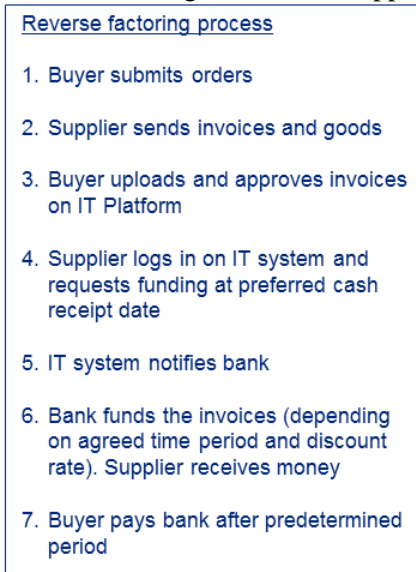 Reverse factoring process
1. Buyer submits orders
2. Supplier sends invoices and goods
3. Buyer uploads and approves invoices
on IT Platform
4. Supplier logs in on IT system and
requests funding at preferred cash
receipt date
5. IT system notifies bank
6. Bank funds the invoices (depending
on agreed time period and discount
rate). Supplier receives money
7. Buyer pays bank after predetermined
period